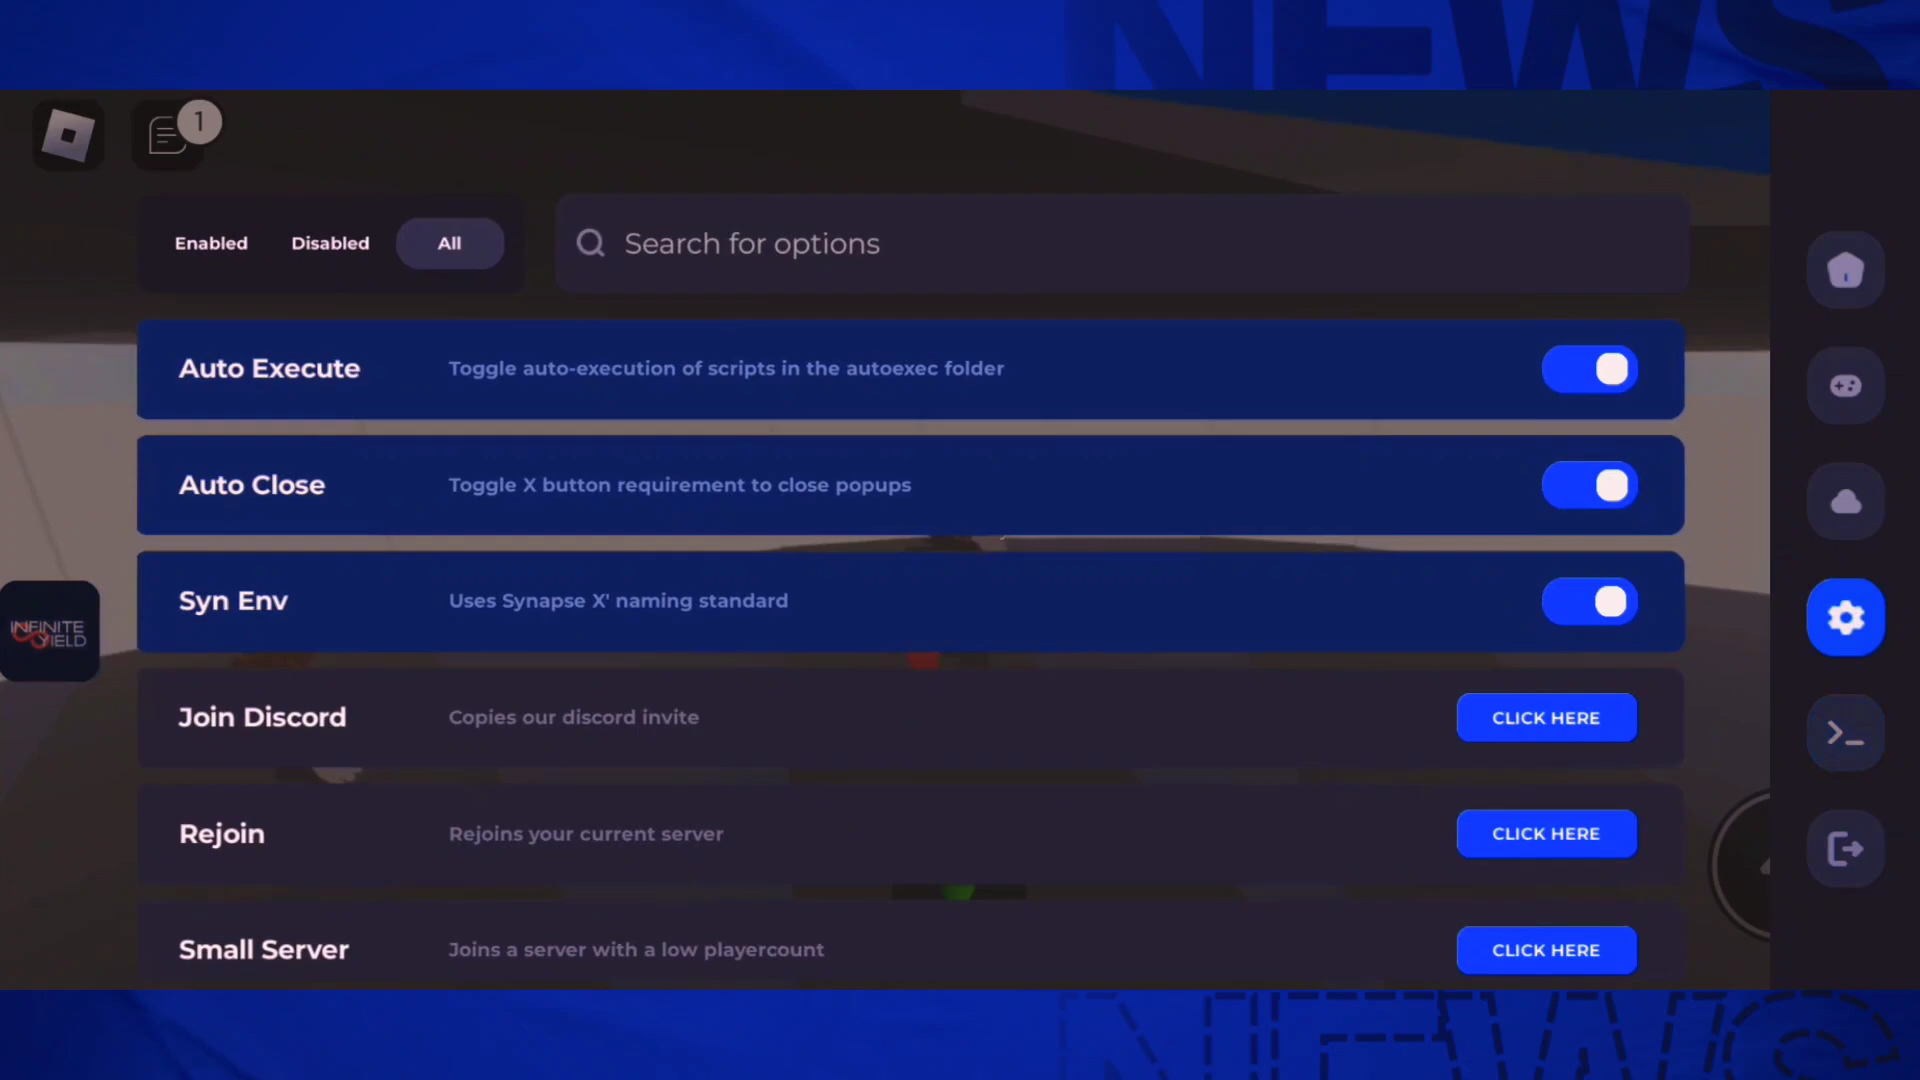 NEWS
1
Enabled Disabled All
Search for options
Auto Execute Toggle auto-execution of scripts in the autoexec folder
Auto Close Toggle X button requirement to close popups
Syn Env Uses Synapse X' naming standard
INFINITE
YIELD
Join Discord Copies our discord invite CLICK HERE
Rejoin Rejoins your current server CLICK HERE
Small Server Joins a server with a low playercount CLICK HERE
NEWS